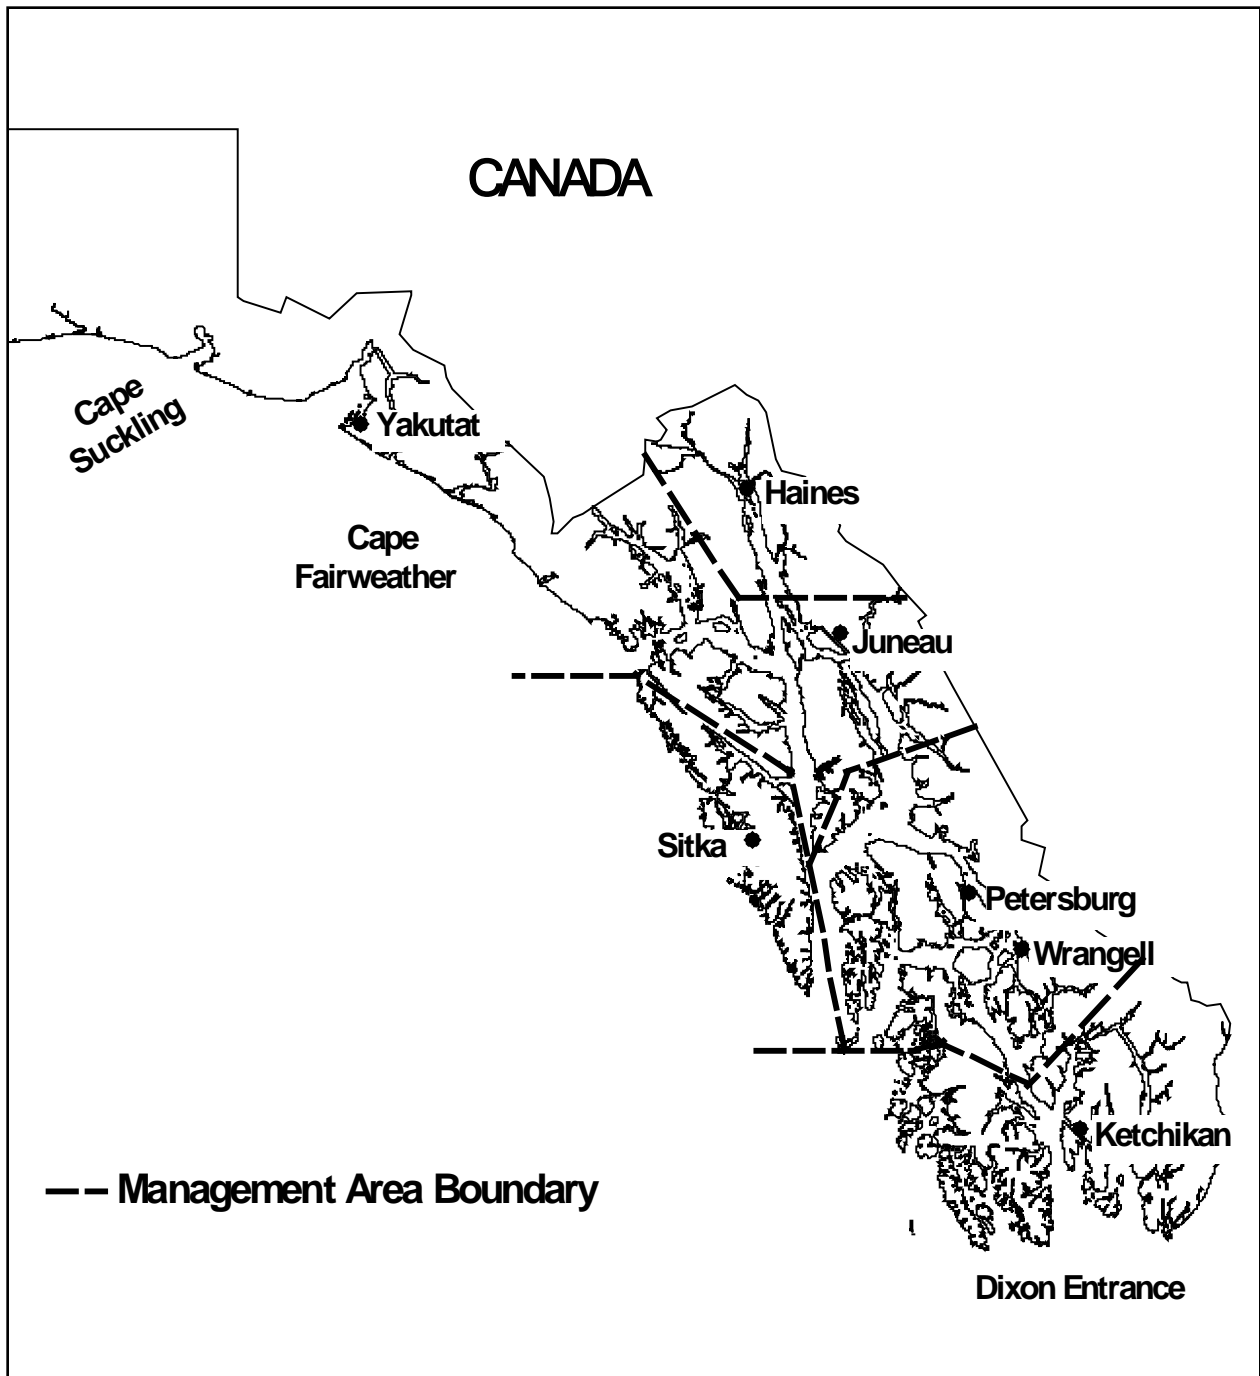 CANADA
Cape
Suckling
Yakutat
Haines
Cape
Fairweather
Juneau
Sitka
Petersburg
Wrangell
Ketchikan
Management Area Boundary
Dixon Entrance